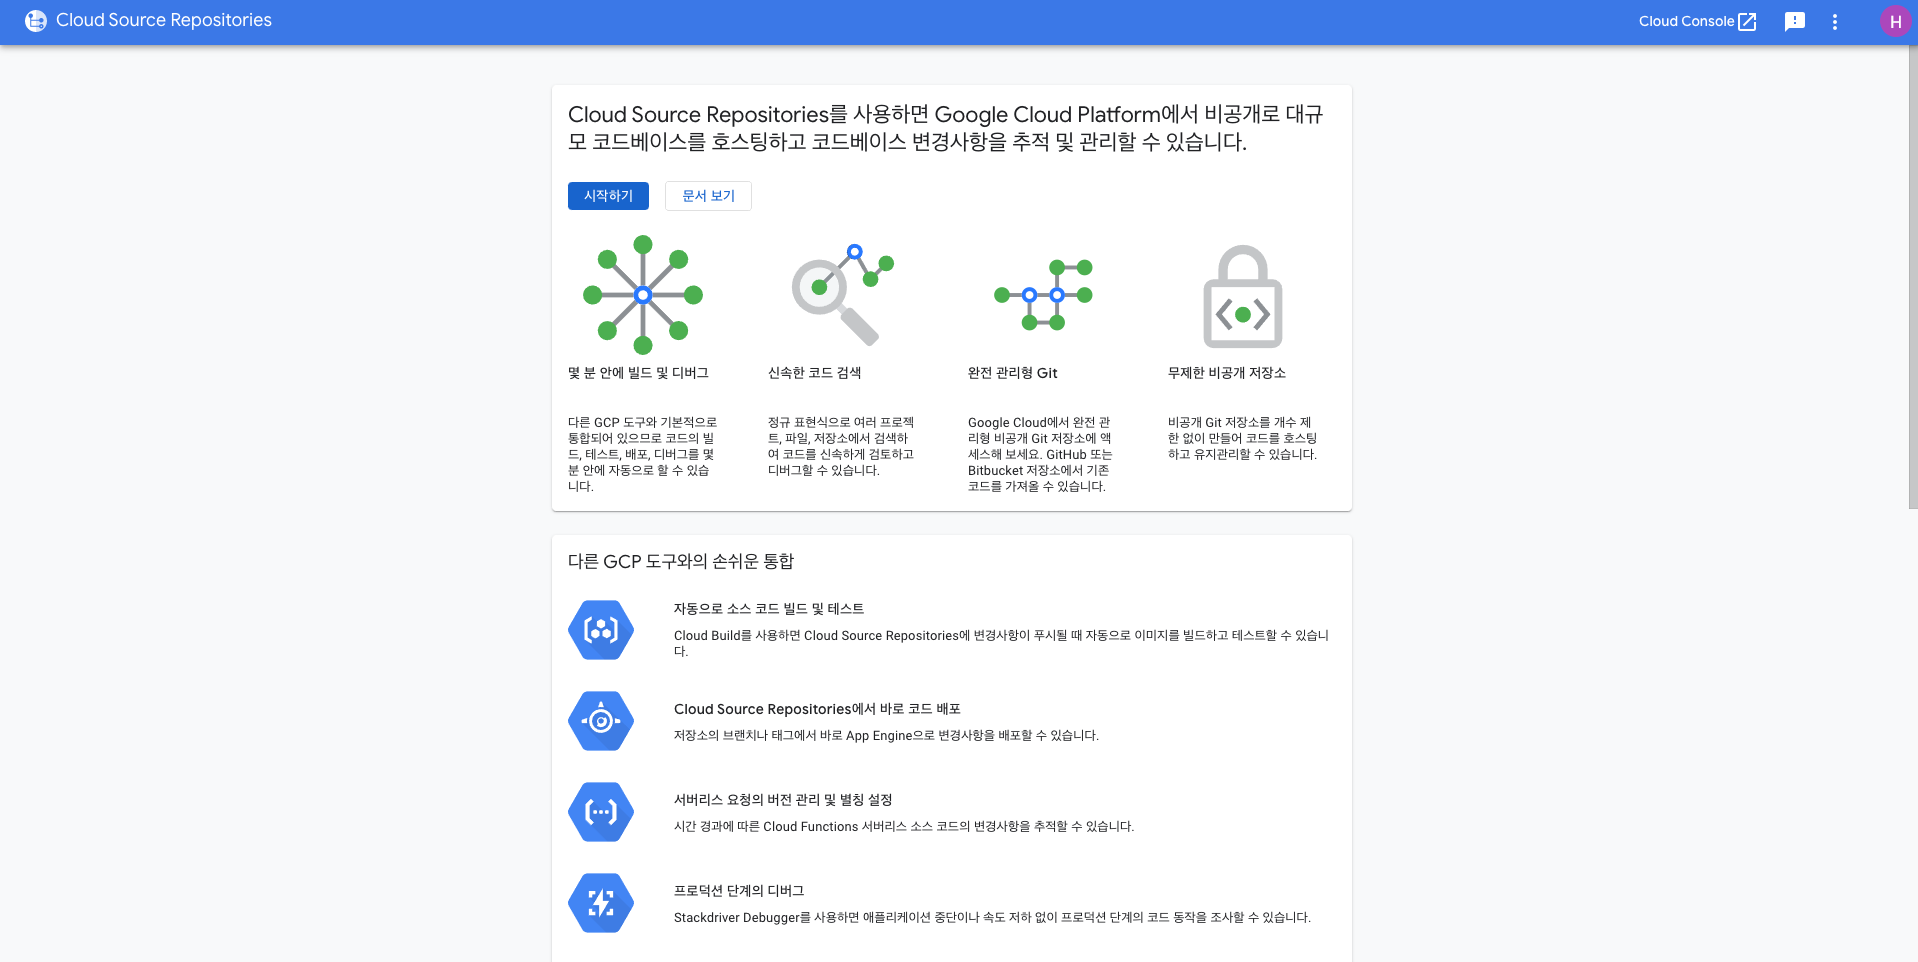 Cloud Source Repositories
Cloud Console
H
Cloud Source Repositories를 사용하면 Google Cloud Platform에서 비공개로 대규
모 코드베이스를 호스팅하고 코드베이스 변경사항을 추적 및 관리할 수 있습니다.
시작하기
문서 보기
몇 분 안에 빌드 및 디버그
다른 GCP 도구와 기본적으로
통합되어 있으므로 코드의 빌
드, 테스트, 배포, 디버그를 몇
분 안에 자동으로 할 수 있습
니다.
신속한 코드 검색
정규 표현식으로 여러 프로젝
트, 파일, 저장소에서 검색하
여 코드를 신속하게 검토하고
디버그할 수 있습니다.
완전 관리형 Git
Google Cloud에서 완전 관
리형 비공개 Git 저장소에 액
세스해 보세요. GitHub 또는
Bitbucket 저장소에서 기존
코드를 가져올 수 있습니다.
무제한 비공개 저장소
비공개 Git 저장소를 개수 제
한 없이 만들어 코드를 호스팅
하고 유지관리할 수 있습니다.
다른 GCP 도구와의 손쉬운 통합
자동으로 소스 코드 빌드 및 테스트
Cloud Build를 사용하면 Cloud Source Repositories에 변경사항이 푸시될 때 자동으로 이미지를 빌드하고 테스트할 수 있습니
다.
Cloud Source Repositories에서 바로 코드 배포
저장소의 브랜치나 태그에서 바로 App Engine으로 변경사항을 배포할 수 있습니다.
서버리스 요청의 버전 관리 및 별칭 설정
시간 경과에 따른 Cloud Functions 서버리스 소스 코드의 변경사항을 추적할 수 있습니다.
프로덕션 단계의 디버그
Stackdriver Debugger를 사용하면 애플리케이션 중단이나 속도 저하 없이 프로덕션 단계의 코드 동작을 조사할 수 있습니다.